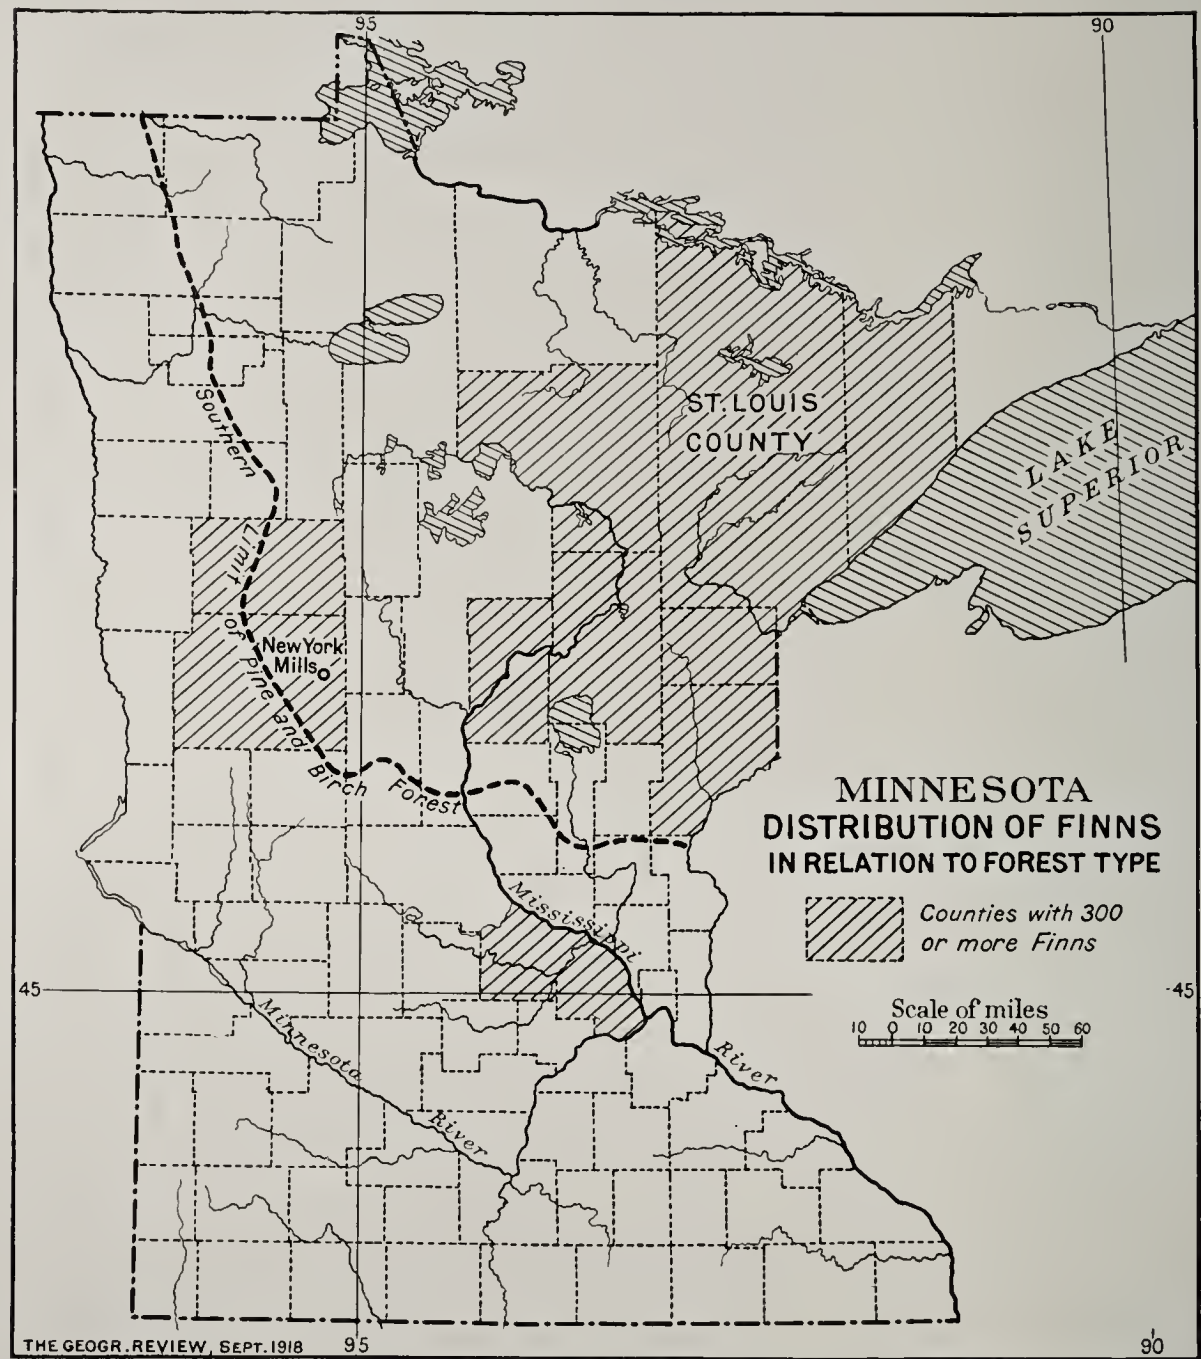 95
90
ST. LOUIS
COUNTY
LAKE
SUPERIOR
Southern
Limit
of
Pine and
Birch
Forest
New York
Mills
MINNESOTA
DISTRIBUTION OF FINNS
IN RELATION TO FOREST TYPE
Counties with 300
or more Finns
Mississippi
River
45
45
Scale of miles
10 0 10 20 30 40 50 60
Minnesota
River
THE GEOGR. REVIEW, SEPT. 1918
95
90